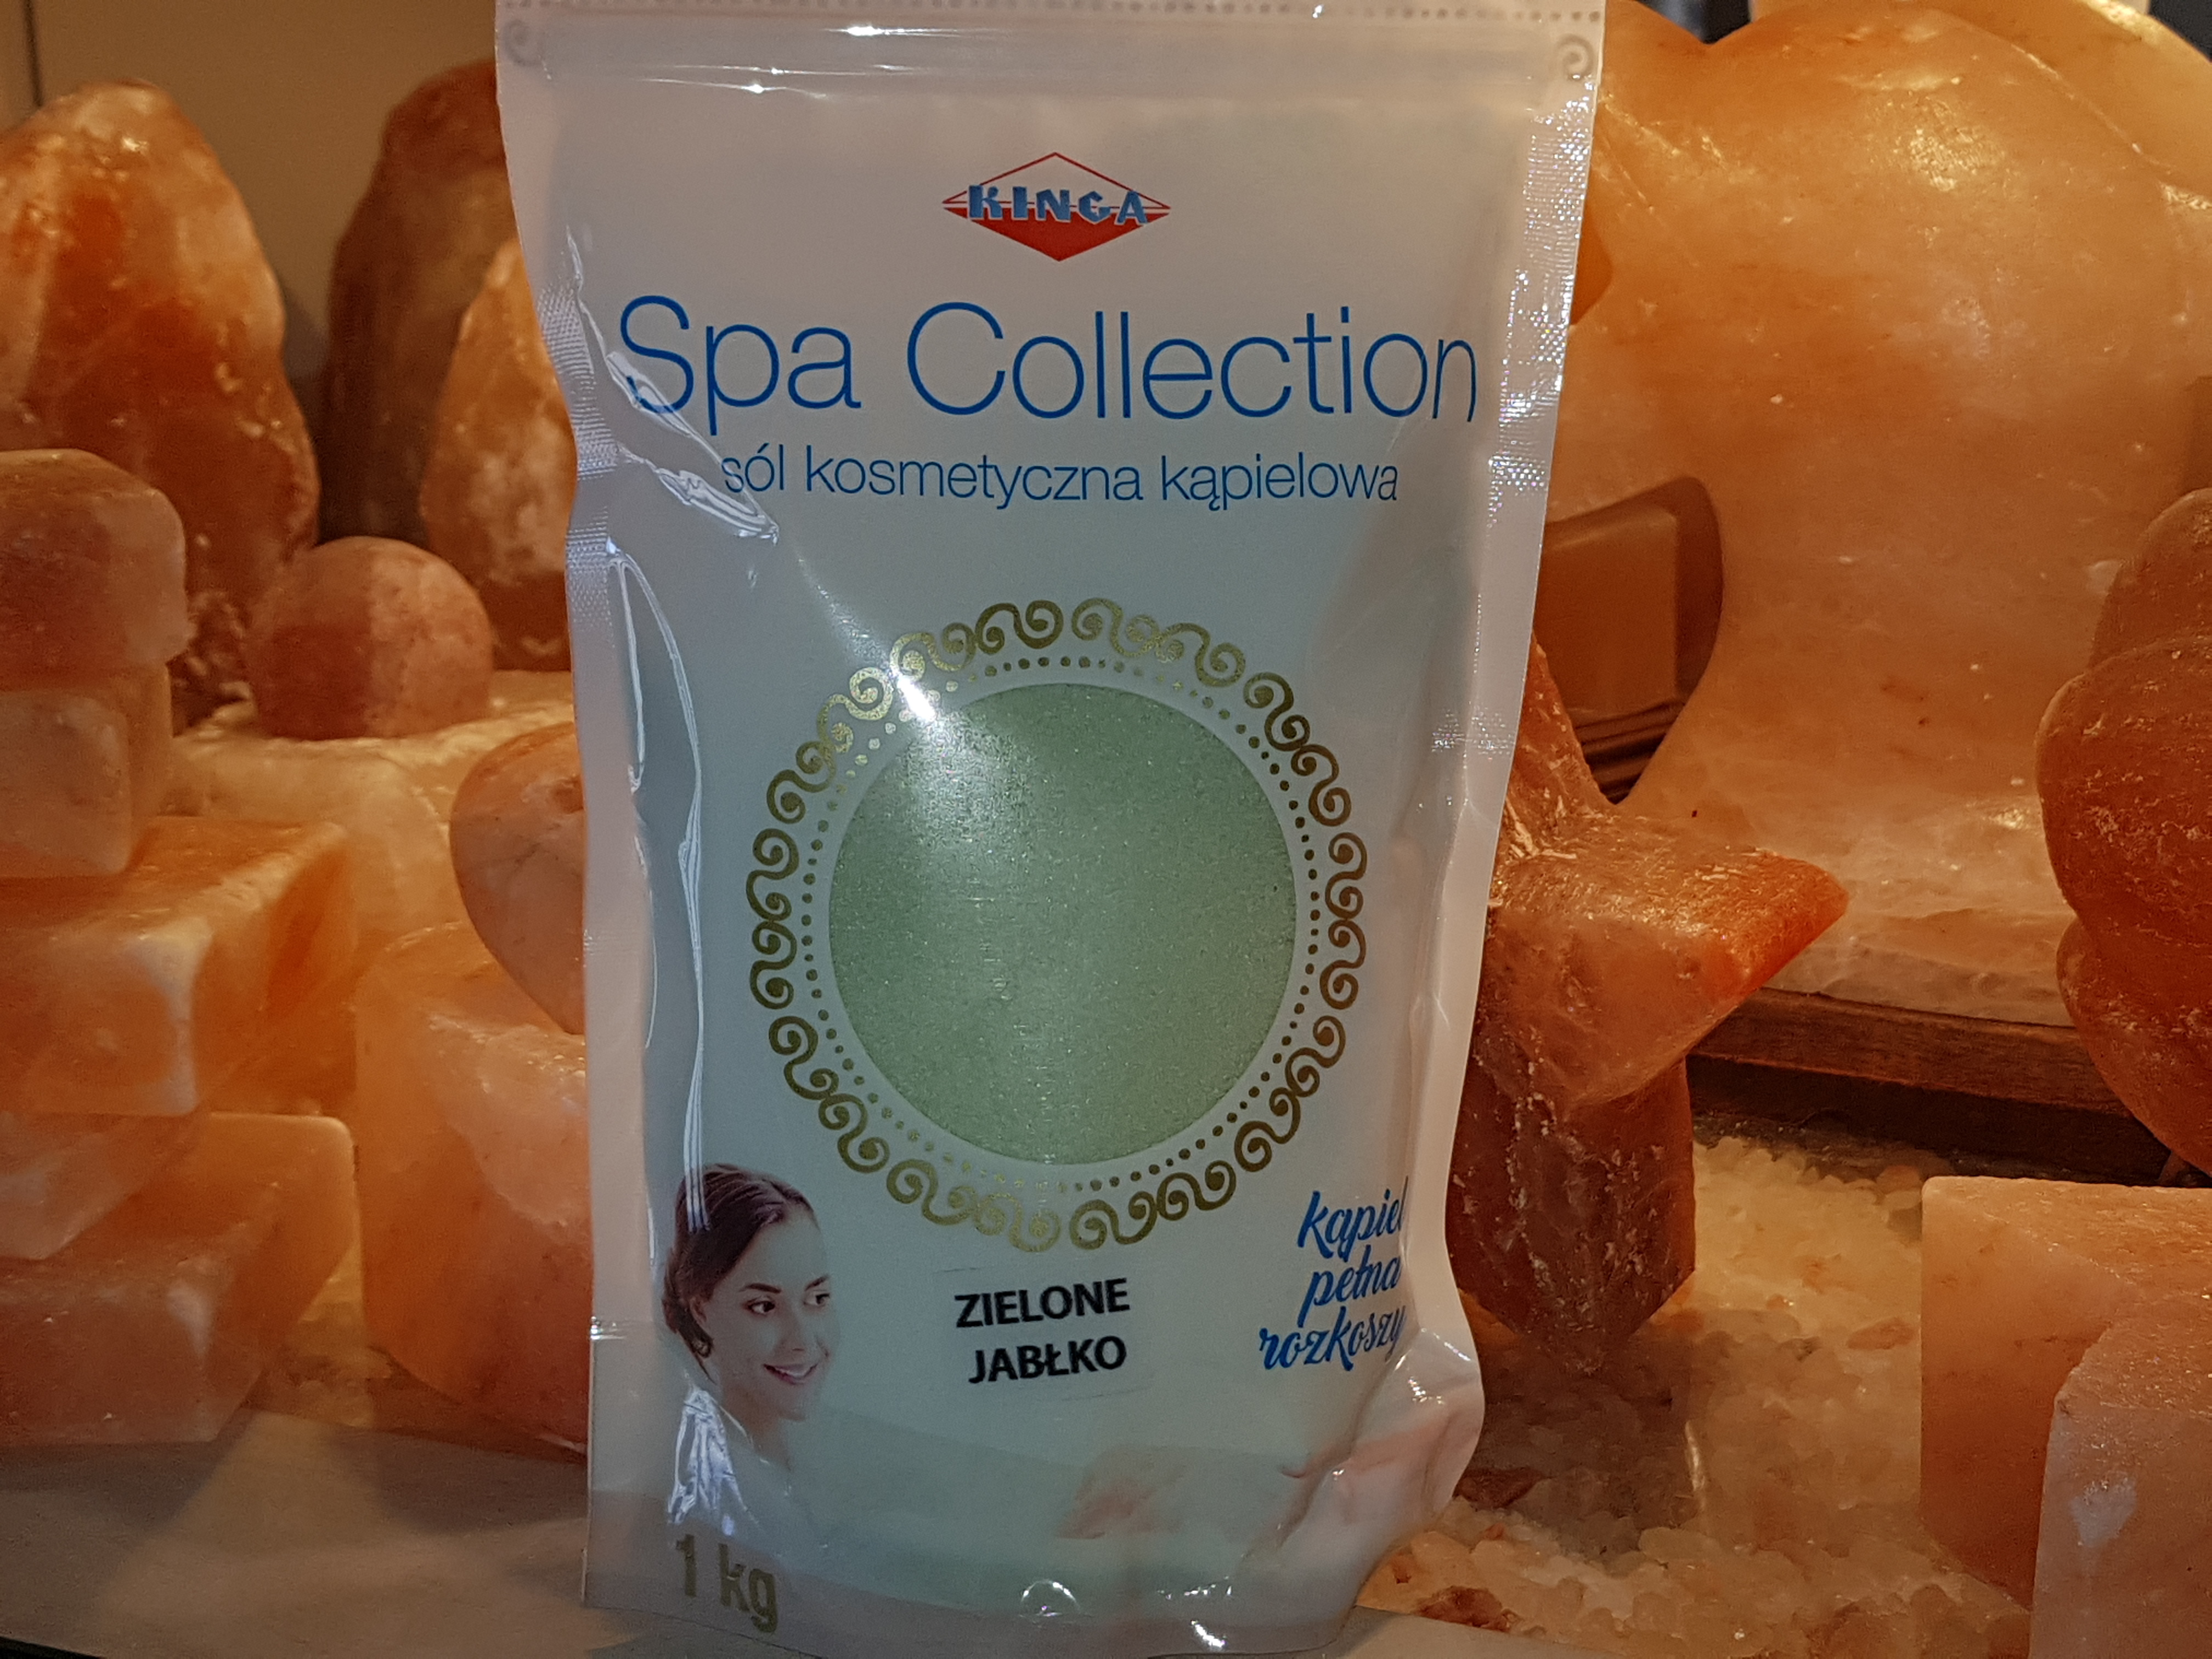 KINGA
Spa Collection
sól kosmetyczna kąpielowa
kąpiel
pełna
rozkoszy
ZIELONE
JABŁKO
1 kg